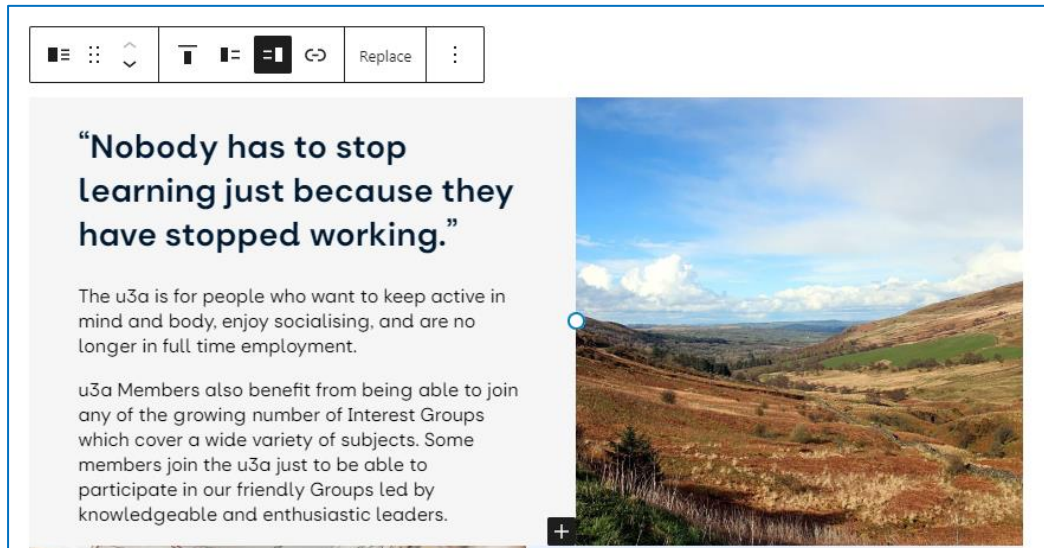 Replace
“Nobody has to stop
learning just because they
have stopped working.”
The u3a is for people who want to keep active in
mind and body, enjoy socialising, and are no
longer in full time employment.
u3a Members also benefit from being able to join
any of the growing number of Interest Groups
which cover a wide variety of subjects. Some
members join the u3a just to be able to
participate in our friendly Groups led by
knowledgeable and enthusiastic leaders.